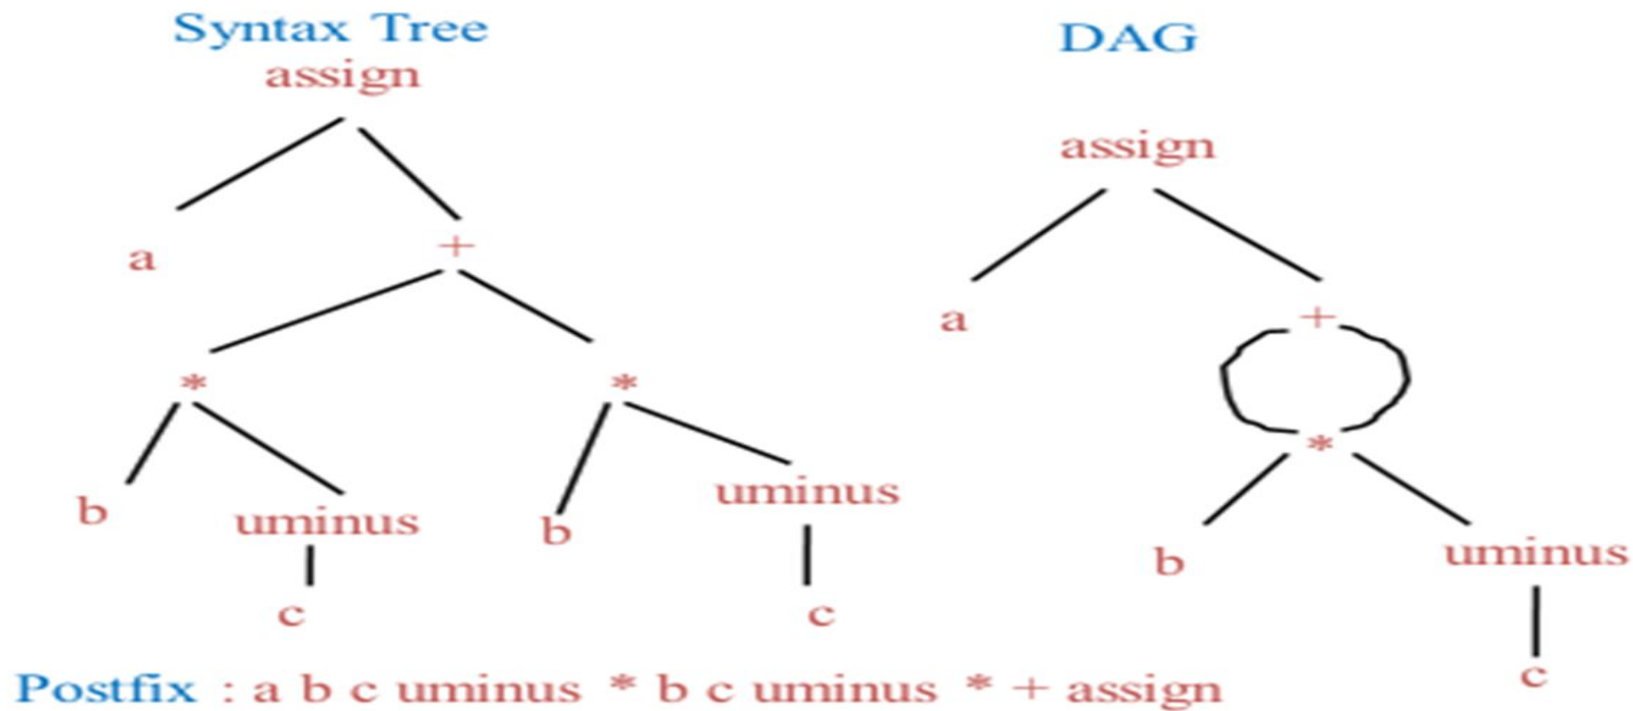 Syntax Tree
DAG
assign
assign
a
+
a
+
*
*
*
b
uminus
b
uminus
b
uminus
c
c
c
Postfix : a b c uminus * b c uminus * + assign